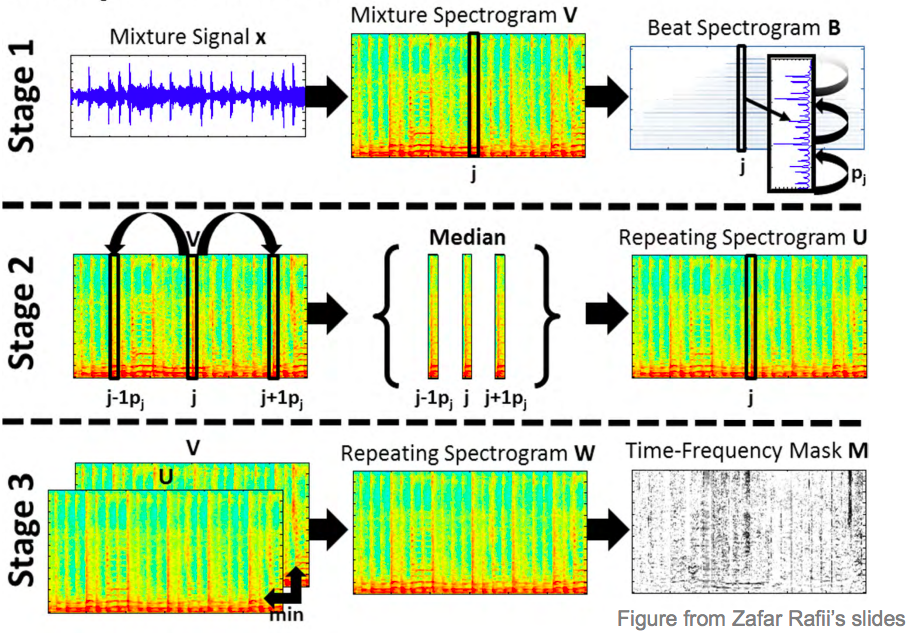 Stage 1
Mixture Signal x
Mixture Spectrogram V
j
Beat Spectrogram B
j
pj
Stage 2
V
j-1pj j j+1pj
Median
j-1pj j j+1pj
Repeating Spectrogram U
j
Stage 3
V
U
min
Repeating Spectrogram W
Time-Frequency Mask M
Figure from Zafar Rafii's slides